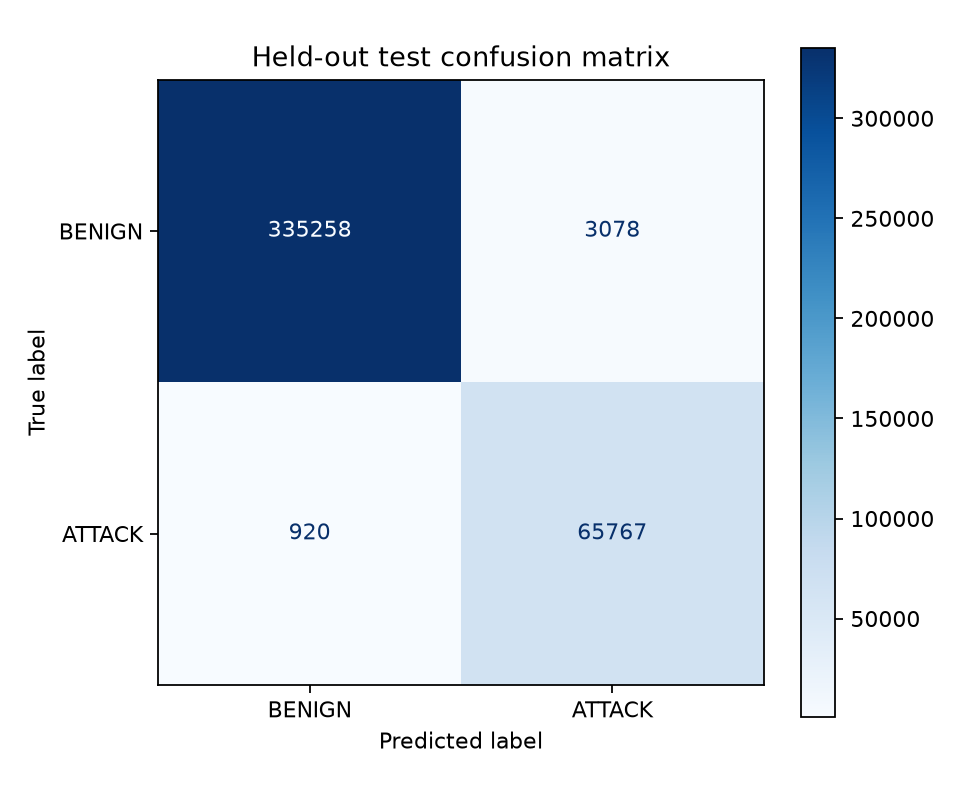 Held-out test confusion matrix
BENIGN
335258
3078
ATTACK
920
65767
BENIGN
ATTACK
Predicted label
True label
300000
250000
200000
150000
100000
50000